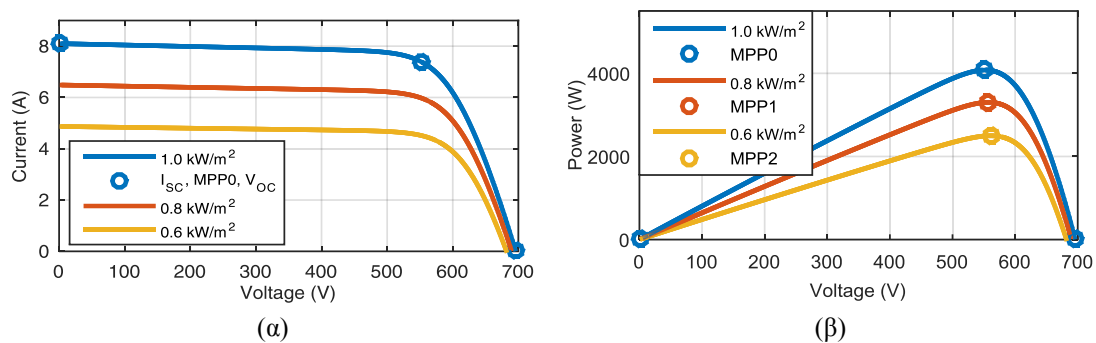 8
6
4
2
0
Current (A)
1.0 kW/m²
I_SC, MPP0, V_OC
0.8 kW/m²
0.6 kW/m²
0 100 200 300 400 500 600 700
Voltage (V)
(α)
4000
2000
0
Power (W)
1.0 kW/m²
MPP0
0.8 kW/m²
MPP1
0.6 kW/m²
MPP2
0 100 200 300 400 500 600 700
Voltage (V)
(β)